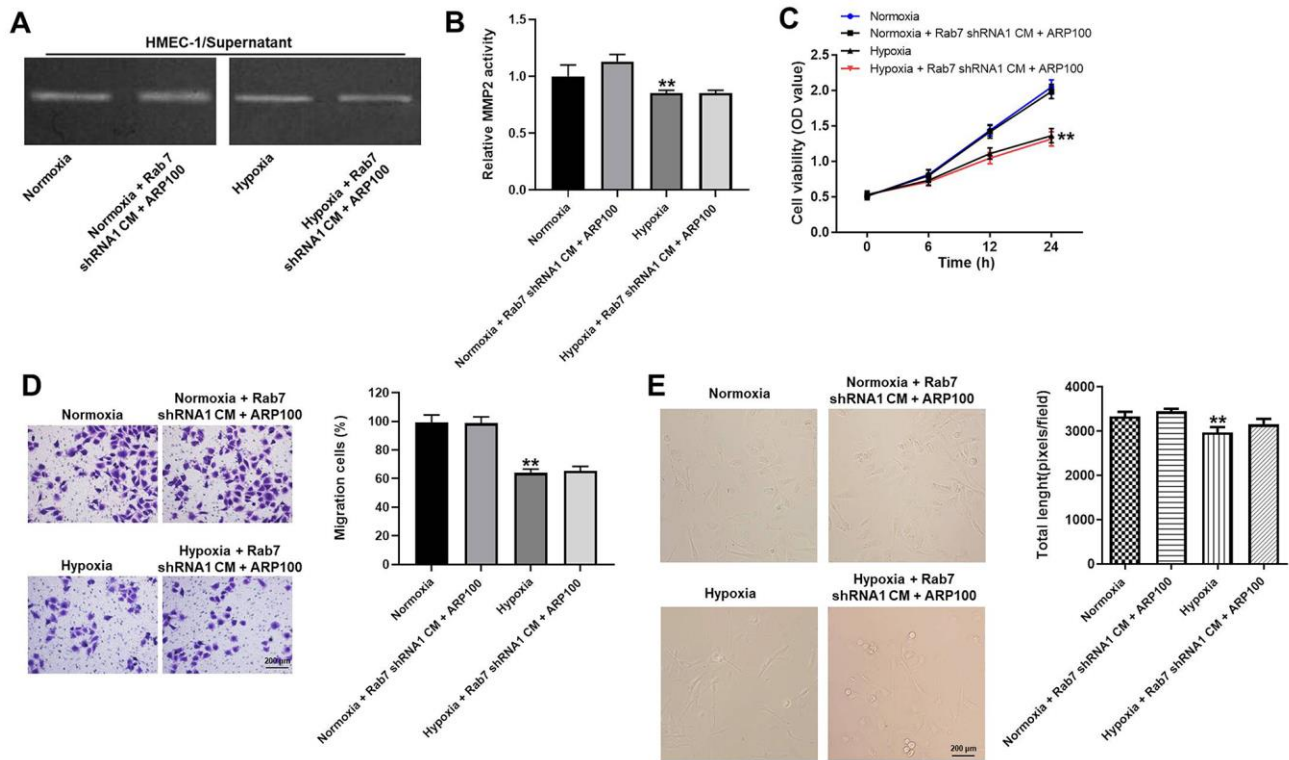 A
HMEC-1/Supernatant
Normoxia
Normoxia + Rab 7
shRNA1 CM + ARP100
Hypoxia
Hypoxia + Rab7
shRNA1 CM + ARP100
B
Relative MMP2 activity
1.5
1.0
0.5
0.0
**
Normoxia
Normoxia + Rab7 shRNA1 CM + ARP100
Hypoxia
Hypoxia + Rab7 shRNA1 CM + ARP100
C
Normoxia
Normoxia + Rab7 shRNA1 CM + ARP100
Hypoxia
Hypoxia + Rab7 shRNA1 CM + ARP100
Cell viability (OD value)
2.5
2.0
1.5
1.0
0.5
0.0
**
0 6 12 24
Time (h)
D
Normoxia
Normoxia + Rab7
shRNA1 CM + ARP100
Hypoxia
Hypoxia + Rab7
shRNA1 CM + ARP100
200 μm
Migration cells (%)
120
100
80
60
40
20
0
**
Normoxia
Normoxia + Rab7 shRNA1 CM + ARP100
Hypoxia
Hypoxia + Rab7 shRNA1 CM + ARP100
E
Normoxia
Normoxia + Rab7
shRNA1 CM + ARP100
Hypoxia
Hypoxia + Rab7
shRNA1 CM + ARP100
200 μm
Total lenght(pixels/field)
4000
3000
2000
1000
0
**
Normoxia
Normoxia + Rab7 shRNA1 CM + ARP100
Hypoxia
Hypoxia + Rab7 shRNA1 CM + ARP100